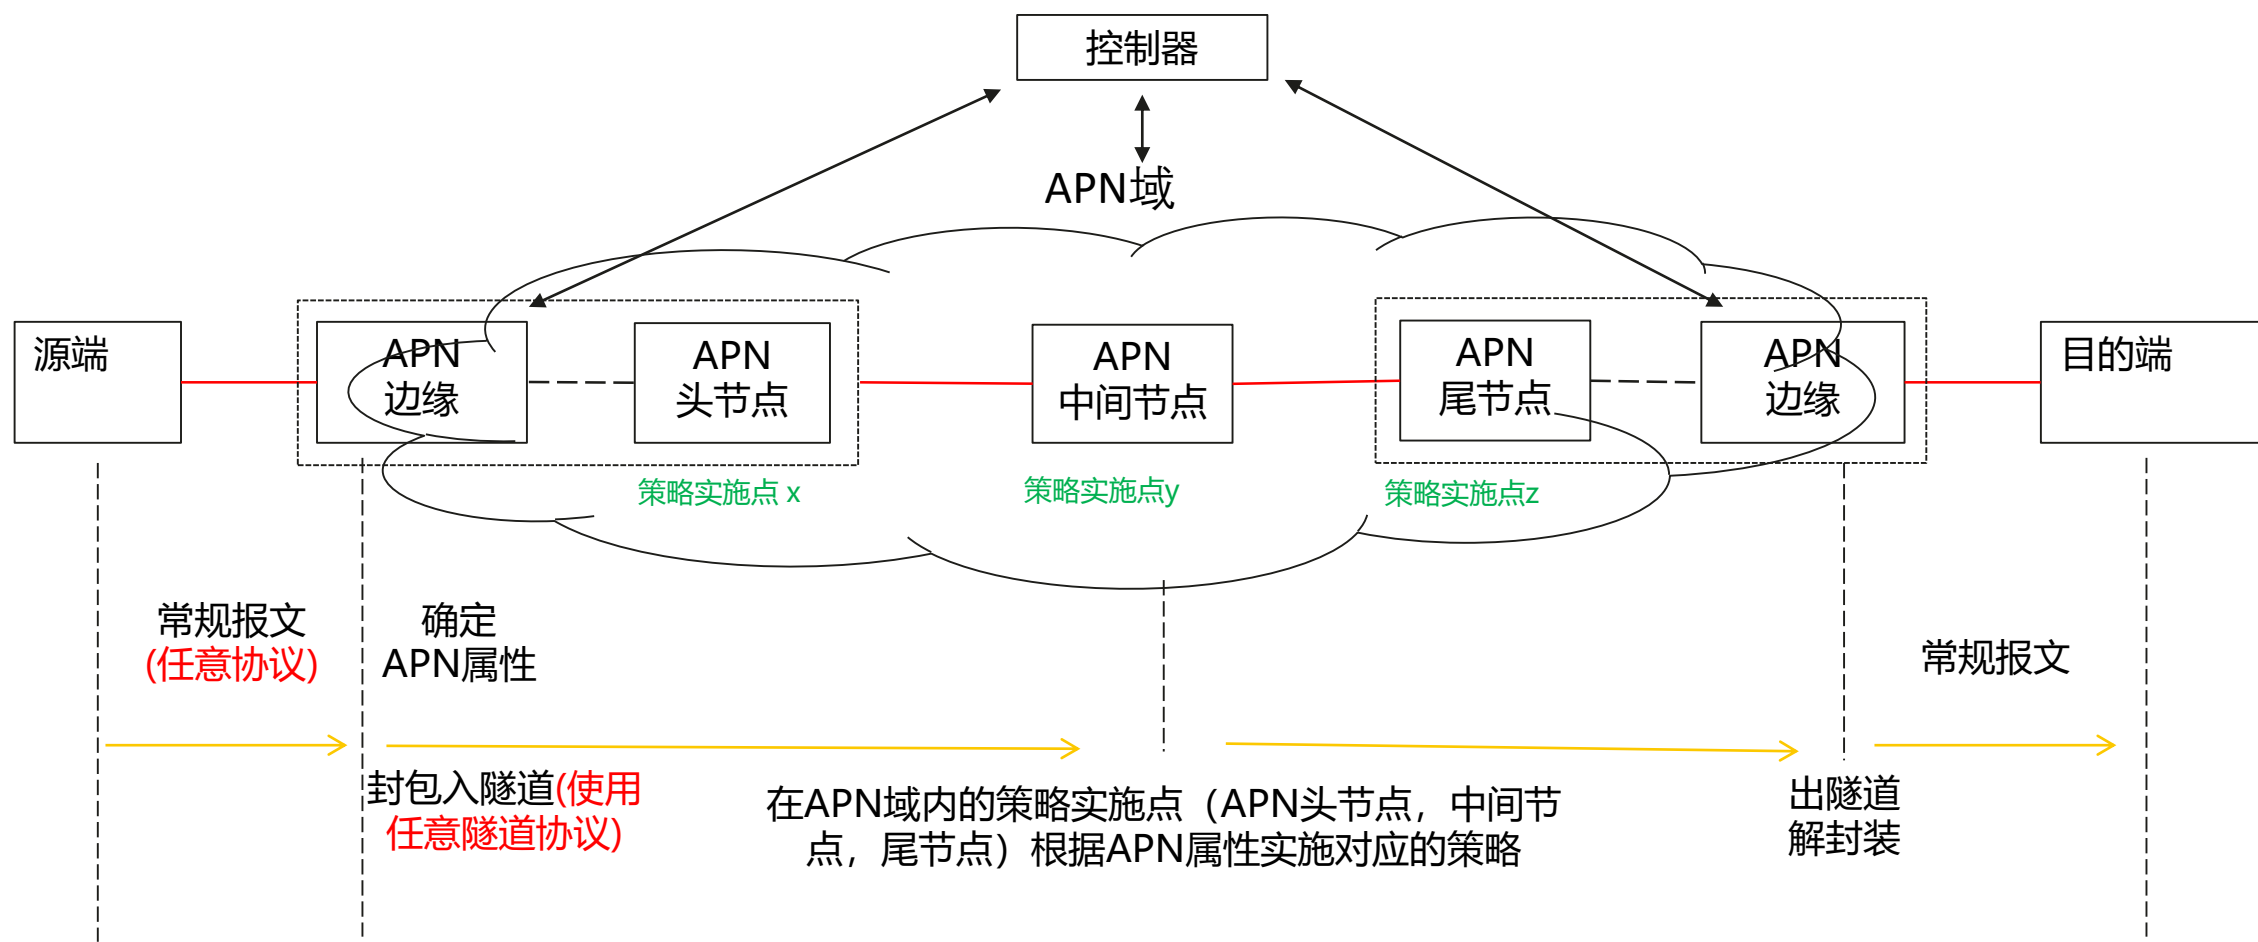 控制器
APN域
源端
APN
边缘
APN
头节点
APN
中间节点
APN
尾节点
APN
边缘
目的端
策略实施点 x
策略实施点y
策略实施点z
常规报文
(任意协议)
确定
APN属性
常规报文
封包入隧道(使用
任意隧道协议)
在APN域内的策略实施点（APN头节点，中间节
点，尾节点）根据APN属性实施对应的策略
出隧道
解封装